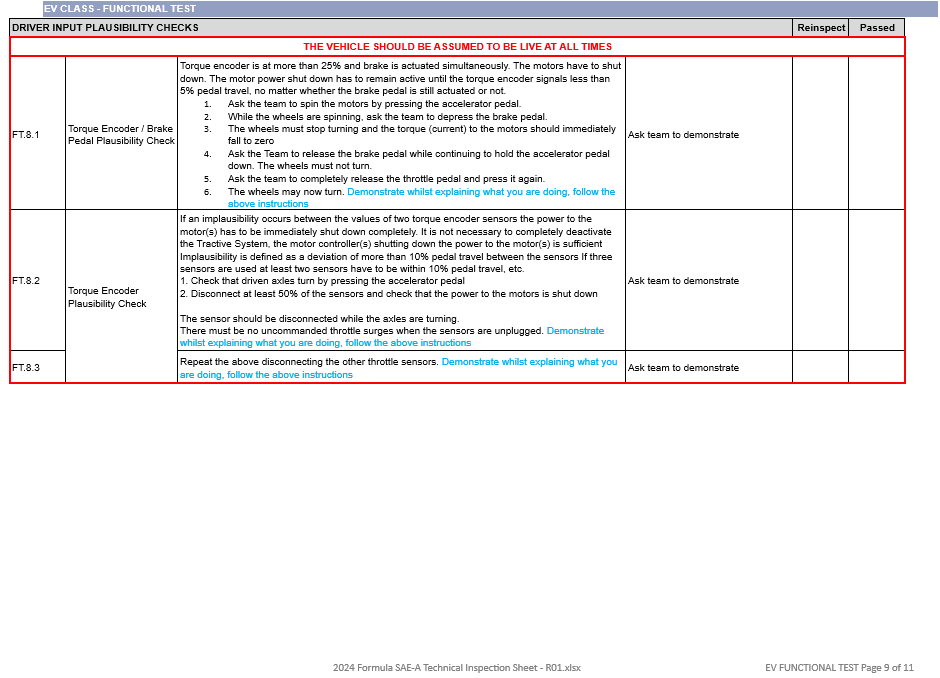 EV CLASS - FUNCTIONAL TEST
DRIVER INPUT PLAUSIBILITY CHECKS Reinspect Passed
THE VEHICLE SHOULD BE ASSUMED TO BE LIVE AT ALL TIMES
FT.8.1
Torque Encoder / Brake
Pedal Plausibility Check
Torque encoder is at more than 25% and brake is actuated simultaneously. The motors have to shut
down. The motor power shut down has to remain active until the torque encoder signals less than
5% pedal travel, no matter whether the brake pedal is still actuated or not.
1. Ask the team to spin the motors by pressing the accelerator pedal.
2. While the wheels are spinning, ask the team to depress the brake pedal.
3. The wheels must stop turning and the torque (current) to the motors should immediately
fall to zero
4. Ask the Team to release the brake pedal while continuing to hold the accelerator pedal
down. The wheels must not turn.
5. Ask the team to completely release the throttle pedal and press it again.
6. The wheels may now turn. Demonstrate whilst explaining what you are doing, follow the
above instructions
Ask team to demonstrate
FT.8.2
Torque Encoder
Plausibility Check
If an implausibility occurs between the values of two torque encoder sensors the power to the
motor(s) has to be immediately shut down completely. It is not necessary to completely deactivate
the Tractive System, the motor controller(s) shutting down the power to the motor(s) is sufficient
Implausibility is defined as a deviation of more than 10% pedal travel between the sensors If three
sensors are used at least two sensors have to be within 10% pedal travel, etc.
1. Check that driven axles turn by pressing the accelerator pedal
2. Disconnect at least 50% of the sensors and check that the power to the motors is shut down
The sensor should be disconnected while the axles are turning.
There must be no uncommanded throttle surges when the sensors are unplugged. Demonstrate
whilst explaining what you are doing, follow the above instructions
Ask team to demonstrate
FT.8.3
Repeat the above disconnecting the other throttle sensors. Demonstrate whilst explaining what you
are doing, follow the above instructions
Ask team to demonstrate
2024 Formula SAE-A Technical Inspection Sheet - R01.xlsx
EV FUNCTIONAL TEST Page 9 of 11